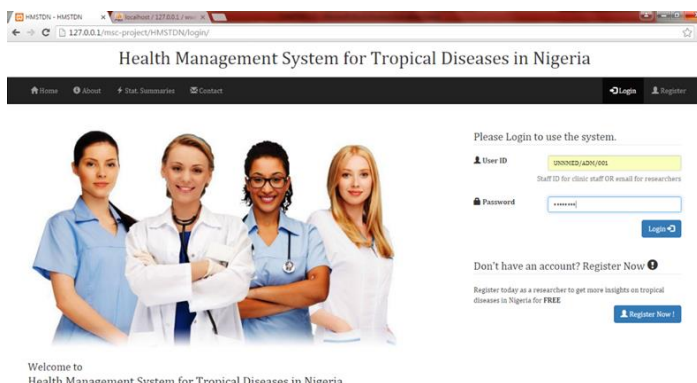 HMSTDN - HMSTDN
localhost / 127.0.0.1 /
127.0.0.1/msc-project/HMSTDN/login/
Health Management System for Tropical Diseases in Nigeria
Home About Stat. Summaries Contact Login Register
Please Login to use the system.
User ID UNNMED/ADM/001
Staff ID for clinic staff OR email for researchers
Password ••••••••
Login
Don't have an account? Register Now
Register today as a researcher to get more insights on tropical
diseases in Nigeria for FREE
Register Now !
Welcome to
Health Management System for Tropical Diseases in Nigeria